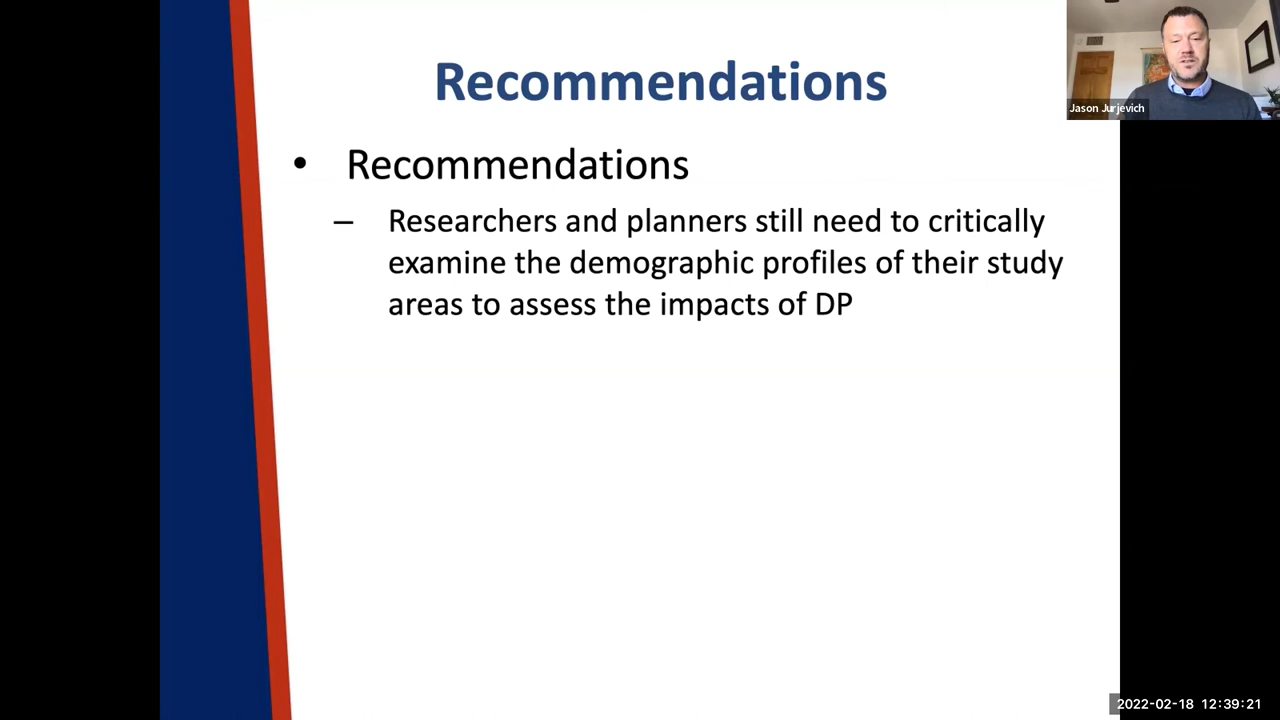 Recommendations
Jason Jurjevich
• Recommendations
– Researchers and planners still need to critically
examine the demographic profiles of their study
areas to assess the impacts of DP
2022-02-18 12:39:21